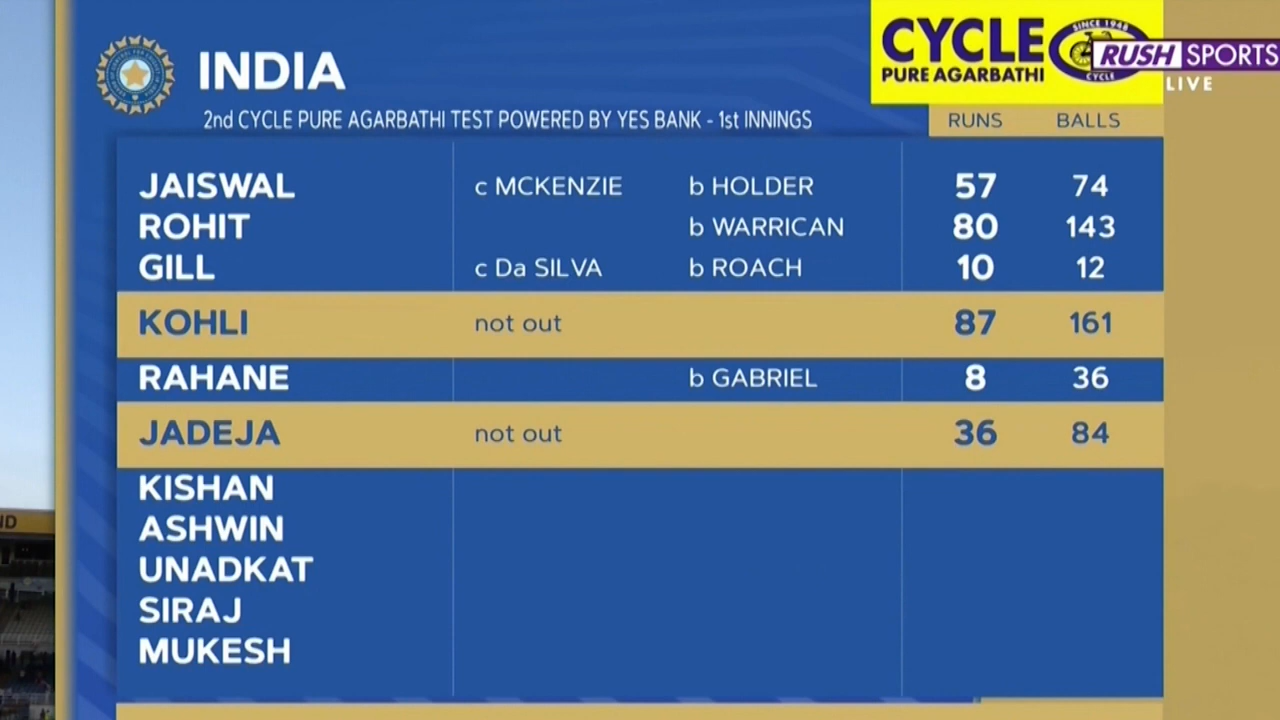 INDIA
2nd CYCLE PURE AGARBATHI TEST POWERED BY YES BANK - 1st INNINGS
CYCLE
PURE AGARBATHI
SINCE 1948
CYCLE
RUSH SPORTS
LIVE
RUNS BALLS
JAISWAL c MCKENZIE b HOLDER 57 74
ROHIT b WARRICAN 80 143
GILL c Da SILVA b ROACH 10 12
KOHLI not out 87 161
RAHANE b GABRIEL 8 36
JADEJA not out 36 84
KISHAN
ASHWIN
UNADKAT
SIRAJ
MUKESH